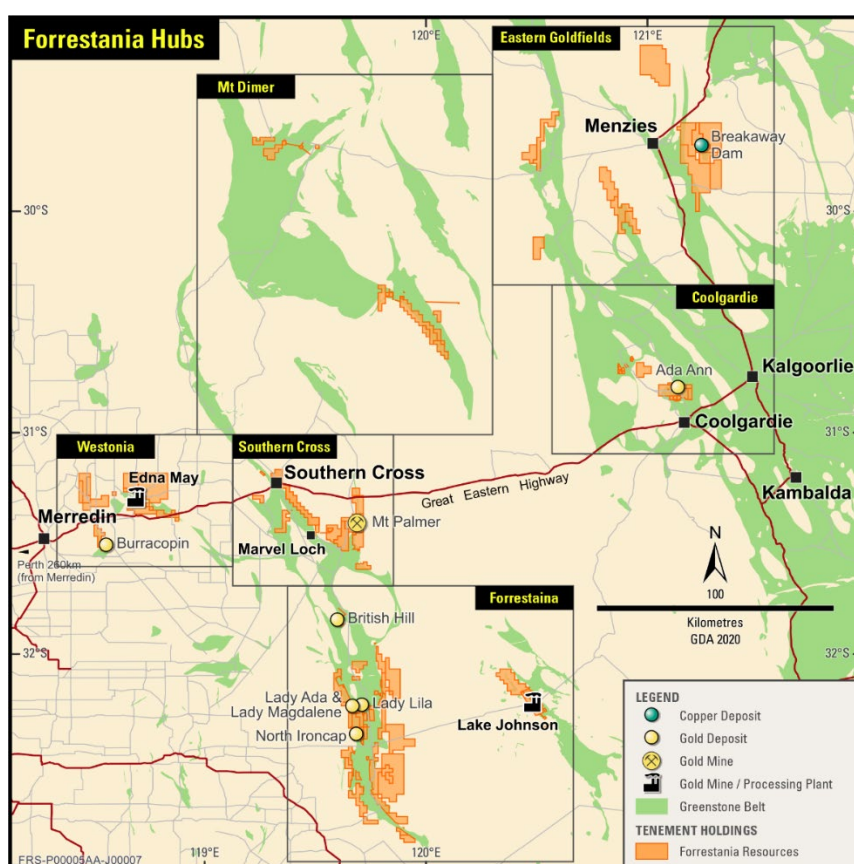 Forrestania Hubs
120°E
121°E
Eastern Goldfields
Mt Dimer
Menzies
Breakaway
Dam
30°S
30°S
Coolgardie
Ada Ann
Kalgoorlie
Coolgardie
31°S
31°S
Westonia
Southern Cross
Edna May
Southern Cross
Great Eastern Highway
Kambalda
Merredin
Mt Palmer
Burracopin
Marvel Loch
Perth 260km
(from Merredin)
N
100
Kilometres
GDA 2020
Forrestaina
British Hill
32°S
32°S
Lady Ada &
Lady Magdalene
Lady Lila
North Ironcap
Lake Johnson
LEGEND
Copper Deposit
Gold Deposit
Gold Mine
Gold Mine / Processing Plant
Greenstone Belt
TENEMENT HOLDINGS
Forrestania Resources
119°E
120°E
FRS-P00005AA-J00007